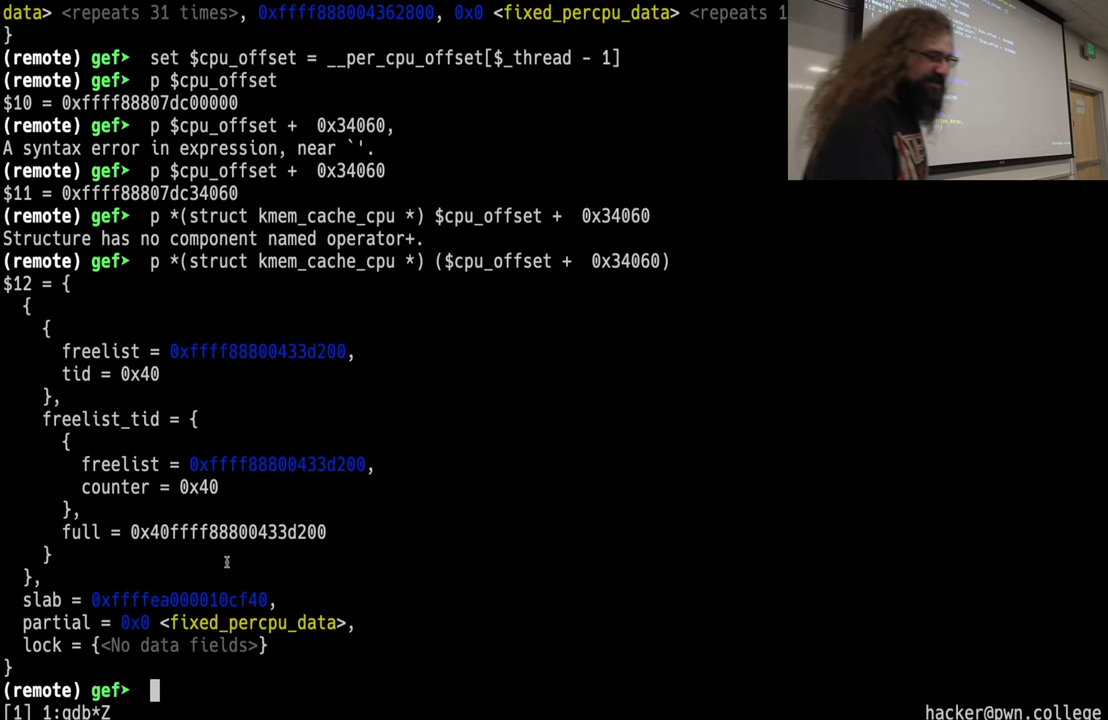 data> <repeats 31 times>, 0xffff888004362800, 0x0 <fixed_percpu_data> <repeats 1
}
(remote) gef➤  set $cpu_offset = __per_cpu_offset[$_thread - 1]
(remote) gef➤  p $cpu_offset
$10 = 0xffff88807dc00000
(remote) gef➤  p $cpu_offset +  0x34060,
A syntax error in expression, near `'.
(remote) gef➤  p $cpu_offset +  0x34060
$11 = 0xffff88807dc34060
(remote) gef➤  p *(struct kmem_cache_cpu *) $cpu_offset +  0x34060
Structure has no component named operator+.
(remote) gef➤  p *(struct kmem_cache_cpu *) ($cpu_offset +  0x34060)
$12 = {
{
{
freelist = 0xffff88800433d200,
tid = 0x40
},
freelist_tid = {
{
freelist = 0xffff88800433d200,
counter = 0x40
},
full = 0x40ffff88800433d200
}
},
slab = 0xffffea000010cf40,
partial = 0x0 <fixed_percpu_data>,
lock = {<No data fields>}
}
(remote) gef➤
[1] 1:gdb*Z hacker@pwn.college